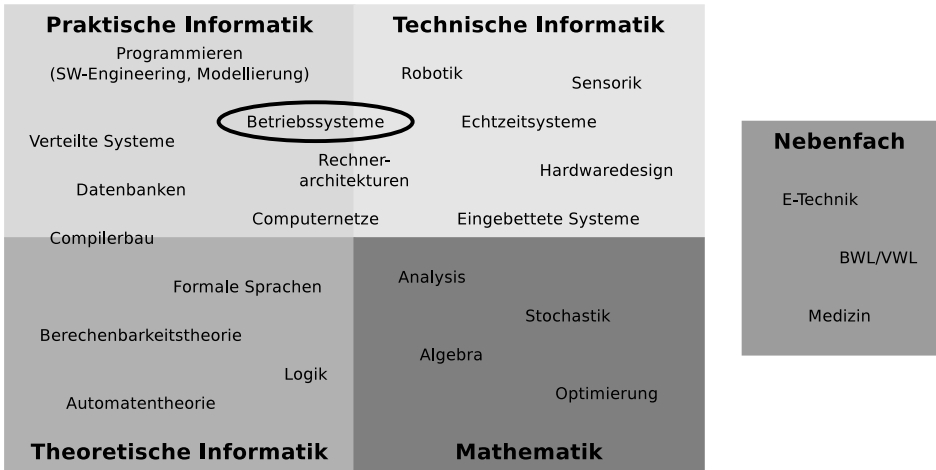 Praktische Informatik
Programmieren
(SW-Engineering, Modellierung)
Betriebssysteme
Verteilte Systeme
Rechner-
architekturen
Datenbanken
Computernetze
Compilerbau
Technische Informatik
Robotik
Sensorik
Echtzeitsysteme
Hardwaredesign
Eingebettete Systeme
Formale Sprachen
Berechenbarkeitstheorie
Logik
Automatentheorie
Theoretische Informatik
Analysis
Stochastik
Algebra
Optimierung
Mathematik
Nebenfach
E-Technik
BWL/VWL
Medizin